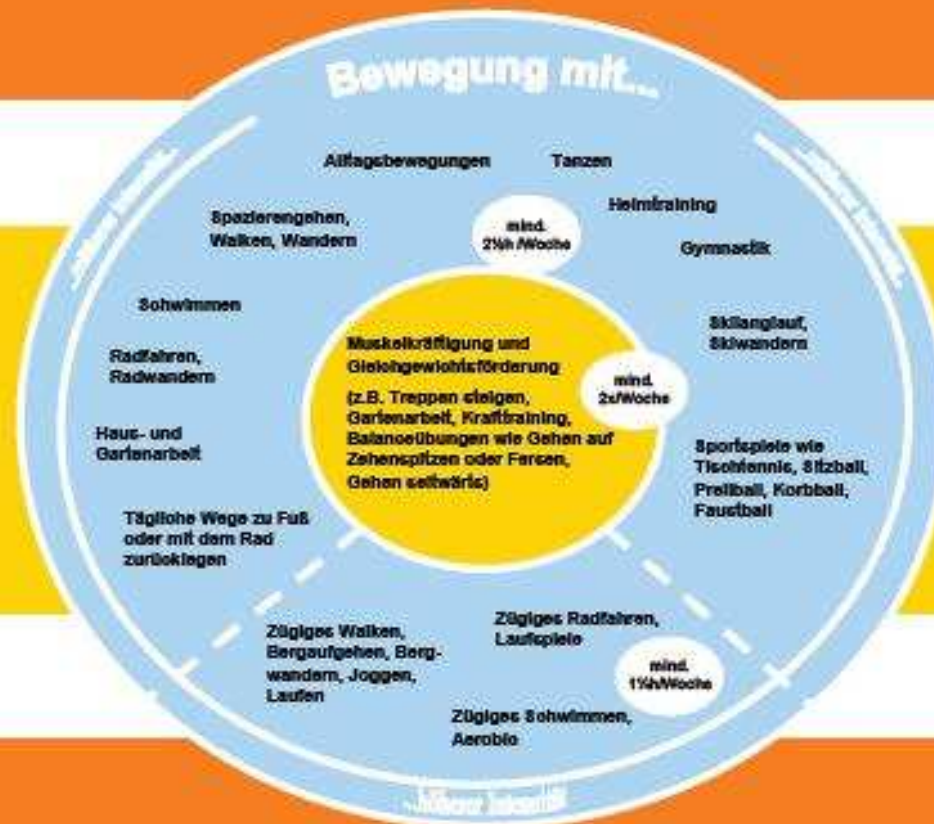 Bewegung mit...
Alltagsbewegungen
Tanzen
Spazierengehen,
Walken, Wandern
mind.
2½h /Woche
Heimtraining
Gymnastik
Schwimmen
Skilanglauf,
Skiwandern
Radfahren,
Radwandern
Muskelkräftigung und
Gleichgewichtsförderung
(z.B. Treppen steigen,
Gartenarbeit, Krafttraining,
Balanceübungen wie Gehen auf
Zehenspitzen oder Fersen,
Gehen seitwärts)
mind.
2x/Woche
Haus- und
Gartenarbeit
Sportspiele wie
Tischtennis, Sitzball,
Prellball, Korbball,
Faustball
Tägliche Wege zu Fuß
oder mit dem Rad
zurücklegen
Zügiges Walken,
Bergaufgehen, Berg-
wandern, Joggen,
Laufen
Zügiges Radfahren,
Laufspiele
mind.
1¼h/Woche
Zügiges Schwimmen,
Aerobic
...höherer Intensität